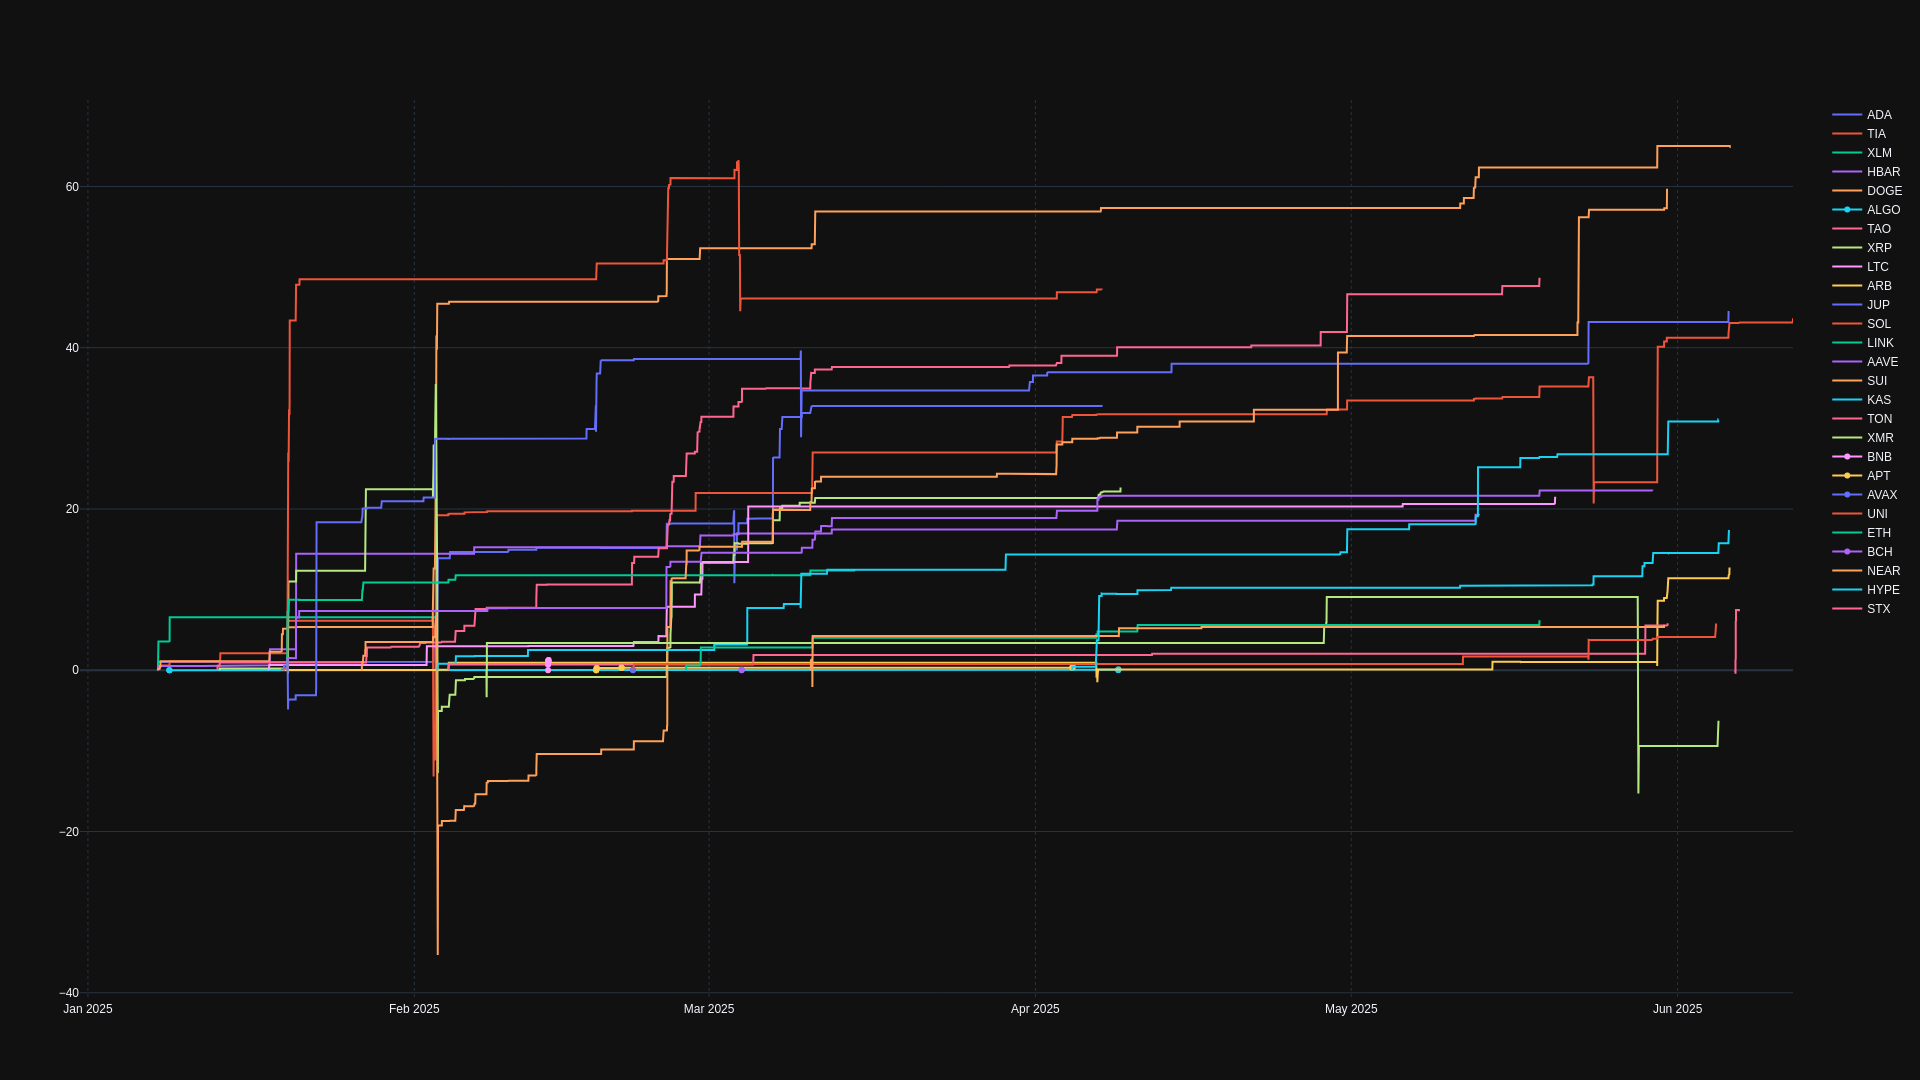 60
40
20
0
−20
−40
Jan 2025
Feb 2025
Mar 2025
Apr 2025
May 2025
Jun 2025
ADA
TIA
XLM
HBAR
DOGE
ALGO
TAO
XRP
LTC
ARB
JUP
SOL
LINK
AAVE
SUI
KAS
TON
XMR
BNB
APT
AVAX
UNI
ETH
BCH
NEAR
HYPE
STX